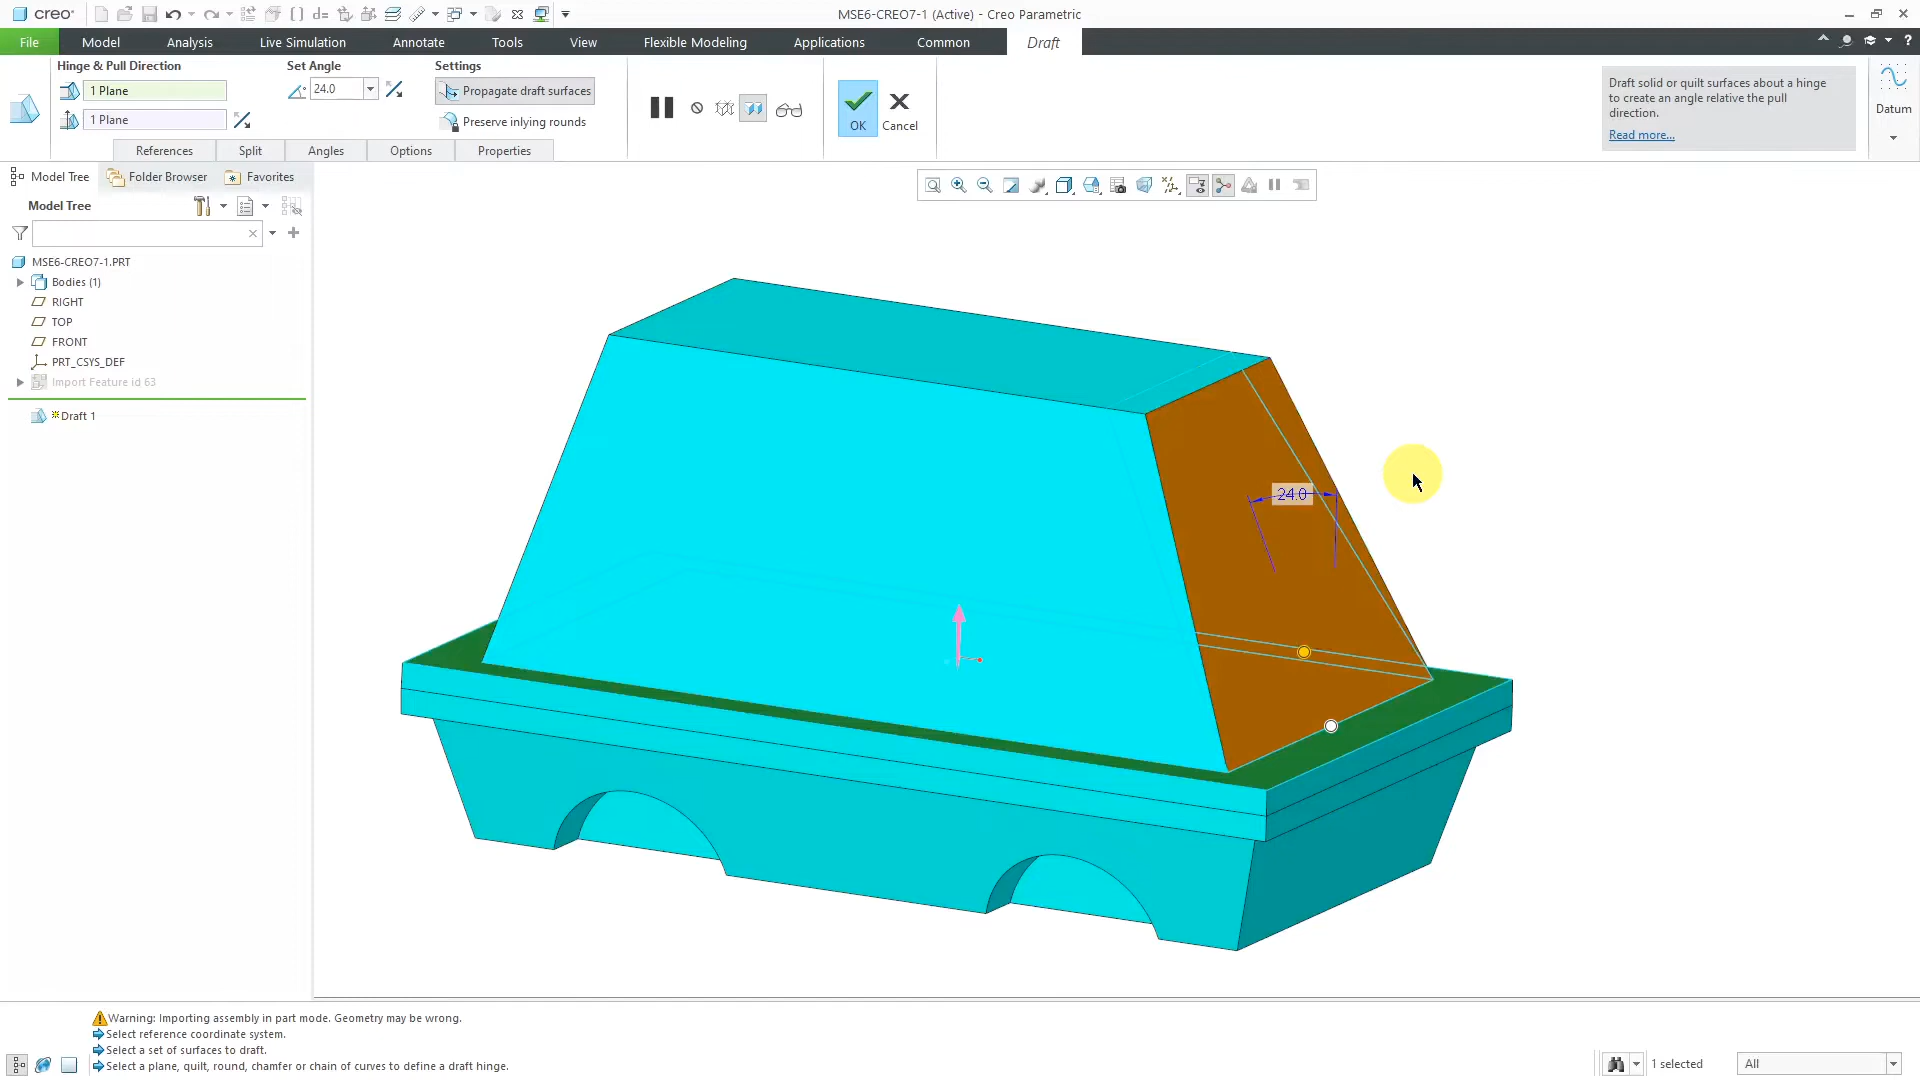 creo
MSE6-CREO7-1 (Active) - Creo Parametric
File Model Analysis Live Simulation Annotate Tools View Flexible Modeling Applications Common Draft
Hinge & Pull Direction
1 Plane
1 Plane
Set Angle
24.0
Settings
Propagate draft surfaces
Preserve inlying rounds
OK
Cancel
Draft solid or quilt surfaces about a hinge
to create an angle relative the pull
direction.
Read more...
Datum
References Split Angles Options Properties
Model Tree Folder Browser Favorites
Model Tree
MSE6-CREO7-1.PRT
Bodies (1)
RIGHT
TOP
FRONT
PRT_CSYS_DEF
Import Feature id 63
Draft 1
24.0
Warning: Importing assembly in part mode. Geometry may be wrong.
Select reference coordinate system.
Select a set of surfaces to draft.
Select a plane, quilt, round, chamfer or chain of curves to define a draft hinge.
1 selected
All